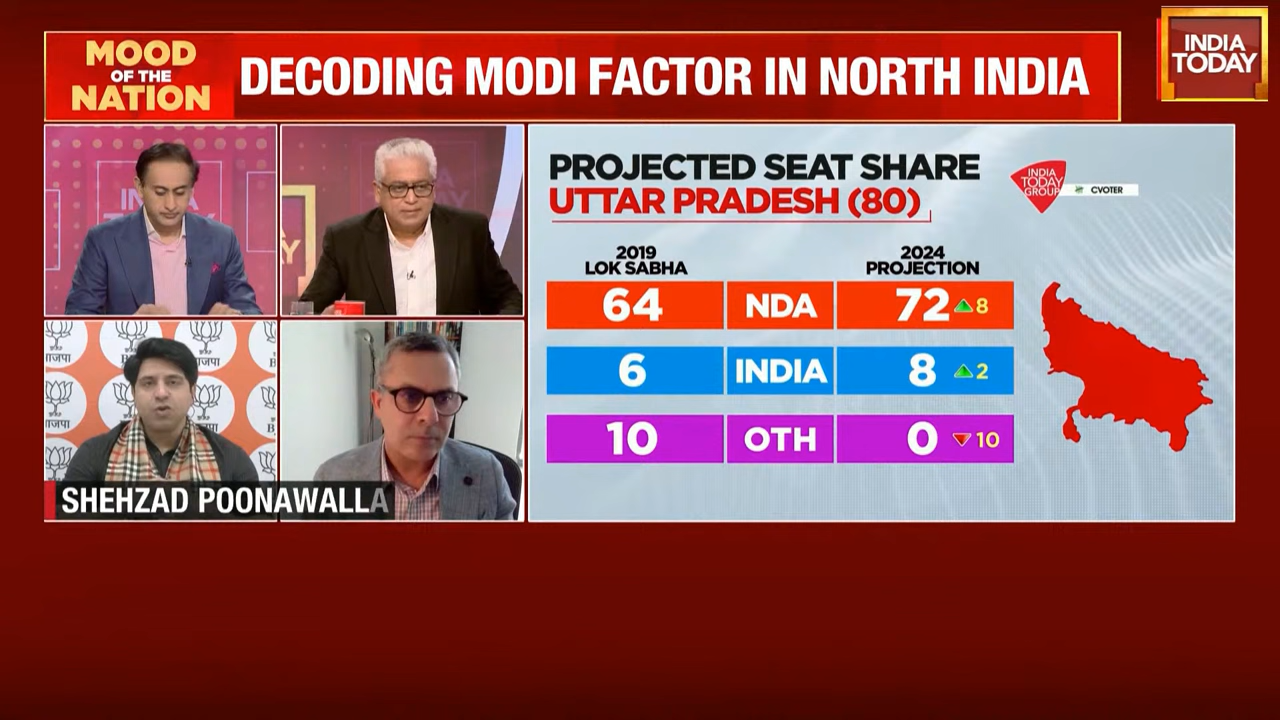 MOOD
OF THE
NATION
DECODING MODI FACTOR IN NORTH INDIA
INDIA
TODAY
PROJECTED SEAT SHARE
UTTAR PRADESH (80)
INDIA
TODAY
GROUP
CVOTER
2019
LOK SABHA
2024
PROJECTION
64 NDA 72 8
6 INDIA 8 2
10 OTH 0 10
SHEHZAD POONAWALLA